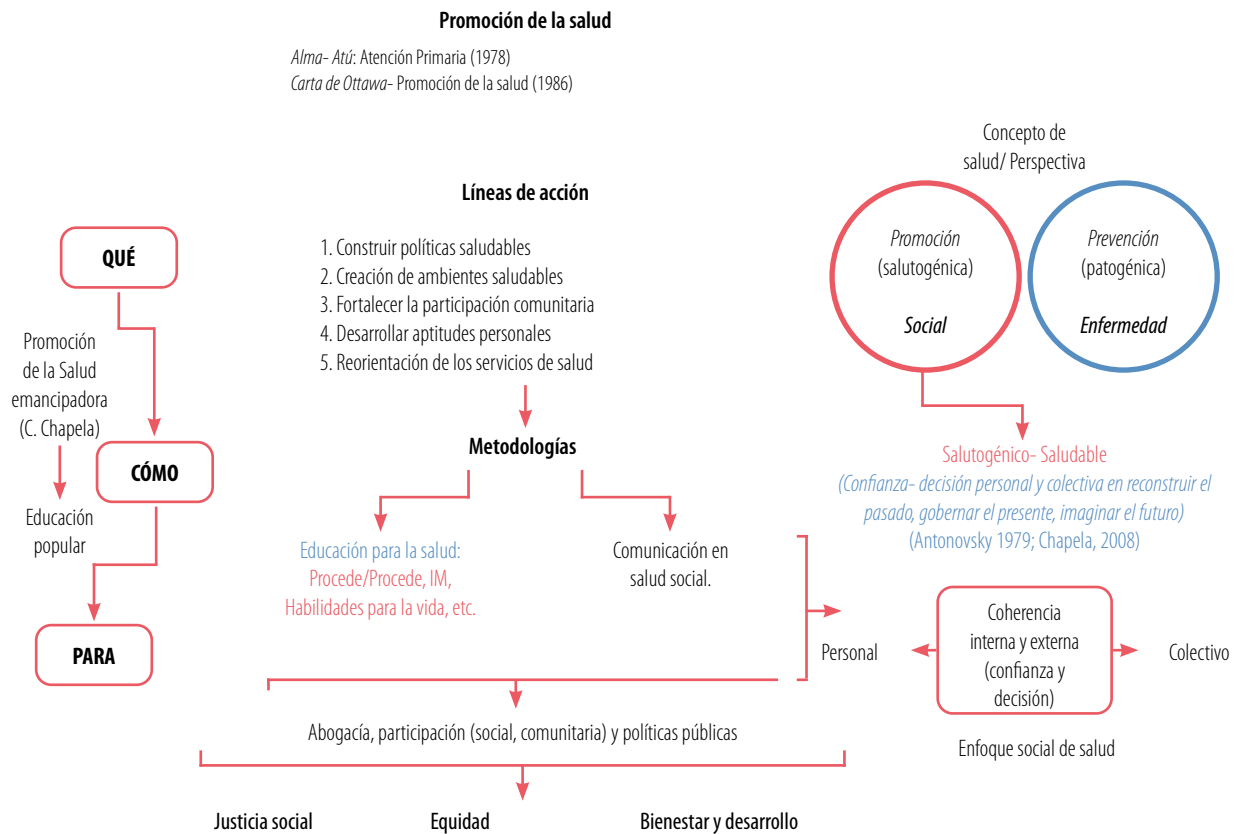 Promoción de la salud
Alma- Atú: Atención Primaria (1978)
Carta de Ottawa- Promoción de la salud (1986)
Concepto de
salud/ Perspectiva
Promoción
(salutogénica)
Social
Prevención
(patogénica)
Enfermedad
Líneas de acción
1. Construir políticas saludables
2. Creación de ambientes saludables
3. Fortalecer la participación comunitaria
4. Desarrollar aptitudes personales
5. Reorientación de los servicios de salud
QUÉ
Promoción
de la Salud
emancipadora
(C. Chapela)
CÓMO
Educación
popular
PARA
Metodologías
Educación para la salud:
Procede/Procede, IM,
Habilidades para la vida, etc.
Comunicación en
salud social.
Salutogénico- Saludable
(Confianza- decisión personal y colectiva en reconstruir el
pasado, gobernar el presente, imaginar el futuro)
(Antonovsky 1979; Chapela, 2008)
Personal
Coherencia
interna y externa
(confianza y
decisión)
Colectivo
Enfoque social de salud
Abogacía, participación (social, comunitaria) y políticas públicas
Justicia social
Equidad
Bienestar y desarrollo